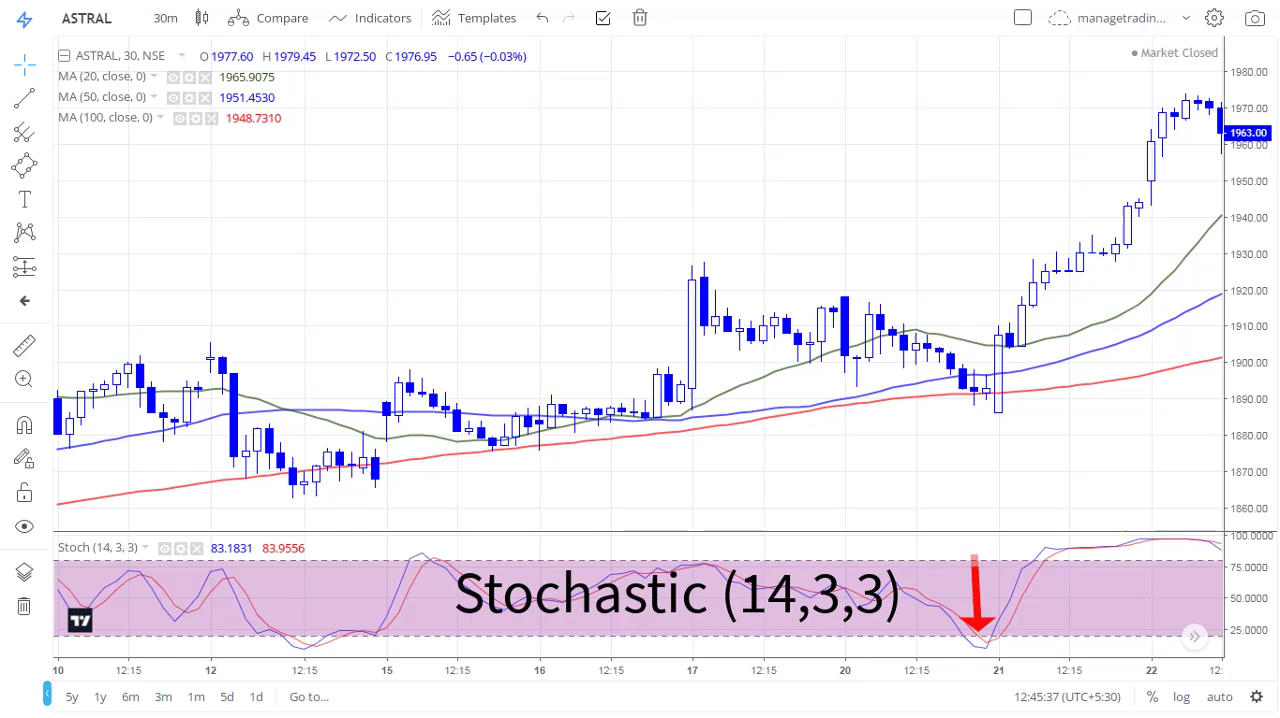 ASTRAL 30m Compare Indicators Templates managetradin...
ASTRAL, 30, NSE O1977.60 H1979.45 L1972.50 C1976.95 −0.65 (−0.03%)
Market Closed
MA (20, close, 0) 1965.9075
MA (50, close, 0) 1951.4530
MA (100, close, 0) 1948.7310
1980.00
1970.00
1963.00
1960.00
1950.00
1940.00
1930.00
1920.00
1910.00
1900.00
1890.00
1880.00
1870.00
1860.00
Stoch (14, 3, 3) 83.1831 83.9556
100.0000
75.0000
50.0000
25.0000
Stochastic (14,3,3)
10 12:15 12 12:15 15 12:15 16 12:15 17 12:15 20 12:15 21 12:15 22 12:
5y 1y 6m 3m 1m 5d 1d Go to... 12:45:37 (UTC+5:30) % log auto